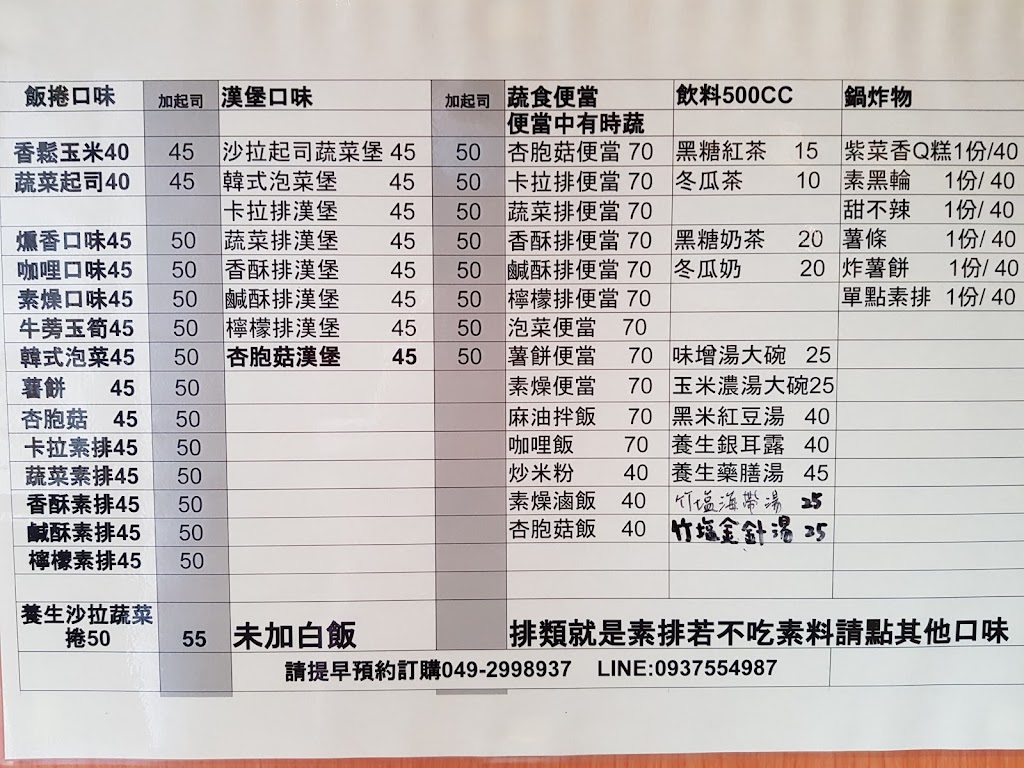 飯捲口味 加起司 漢堡口味 加起司 蔬食便當 飲料500CC 鍋炸物
便當中有時蔬
香鬆玉米40 45 沙拉起司蔬菜堡 45 50 杏胞菇便當 70 黑糖紅茶 15 紫菜香Q糕1份/40
蔬菜起司40 45 韓式泡菜堡 45 50 卡拉排便當 70 冬瓜茶 10 素黑輪 1份/ 40
卡拉排漢堡 45 50 蔬菜排便當 70 甜不辣 1份/ 40
燻香口味45 50 蔬菜排漢堡 45 50 香酥排便當 70 黑糖奶茶 20 薯條 1份/ 40
咖哩口味45 50 香酥排漢堡 45 50 鹹酥排便當 70 冬瓜奶 20 炸薯餅 1份/ 40
素燥口味45 50 鹹酥排漢堡 45 50 檸檬排便當 70 單點素排 1份/ 40
牛蒡玉筍45 50 檸檬排漢堡 45 50 泡菜便當 70
韓式泡菜45 50 杏胞菇漢堡 45 50 薯餅便當 70 味增湯大碗 25
薯餅 45 50 素燥便當 70 玉米濃湯大碗25
杏胞菇 45 50 麻油拌飯 70 黑米紅豆湯 40
卡拉素排45 50 咖哩飯 70 養生銀耳露 40
蔬菜素排45 50 炒米粉 40 養生藥膳湯 45
香酥素排45 50 素燥滷飯 40 竹塩海帶湯 25
鹹酥素排45 50 杏胞菇飯 40 竹塩金針湯 25
檸檬素排45 50
養生沙拉蔬菜
捲50 55 未加白飯 排類就是素排若不吃素料請點其他口味
請提早預約訂購049-2998937 LINE:0937554987